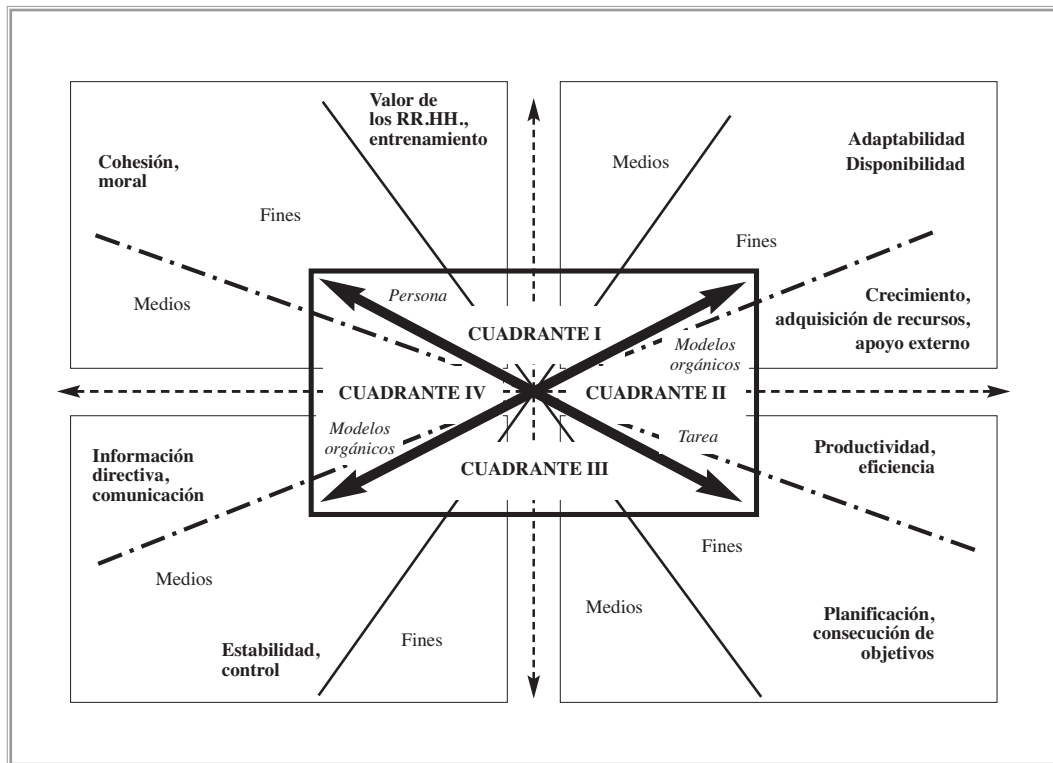 Valor de
los RR.HH.,
entrenamiento
Cohesión,
moral
Fines
Medios
Medios
Adaptabilidad
Disponibilidad
Fines
Crecimiento,
adquisición de recursos,
apoyo externo
Persona
CUADRANTE I
Modelos
orgánicos
CUADRANTE IV
CUADRANTE II
Modelos
orgánicos
Tarea
CUADRANTE III
Información
directiva,
comunicación
Medios
Estabilidad,
control
Fines
Productividad,
eficiencia
Fines
Medios
Planificación,
consecución de
objetivos